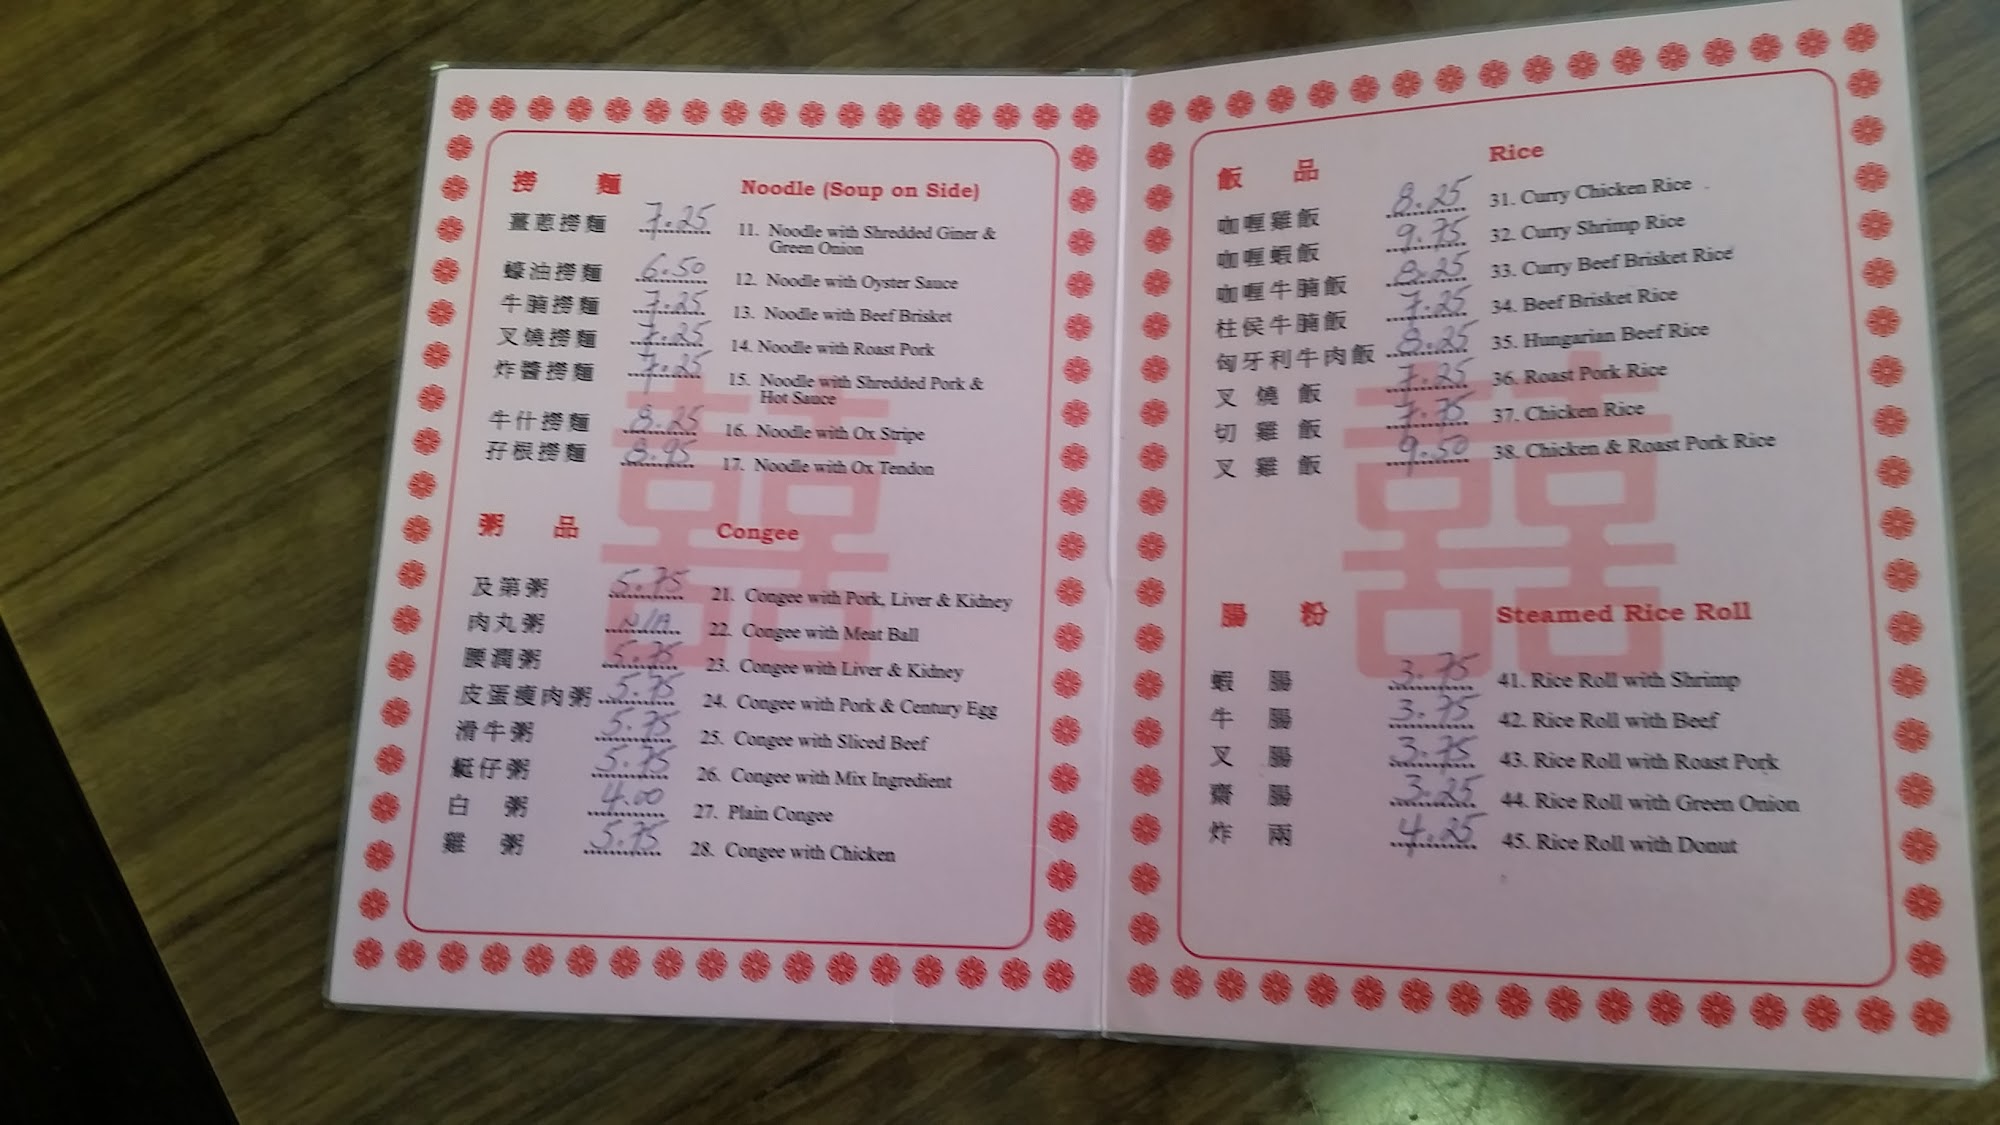 撈 麵 Noodle (Soup on Side)
薑蔥撈麵 7.25 11. Noodle with Shredded Giner &
Green Onion
蠔油撈麵 6.50 12. Noodle with Oyster Sauce
牛腩撈麵 7.25 13. Noodle with Beef Brisket
叉燒撈麵 7.25 14. Noodle with Roast Pork
炸醬撈麵 7.25 15. Noodle with Shredded Pork &
Hot Sauce
牛什撈麵 8.25 16. Noodle with Ox Stripe
孖根撈麵 8.95 17. Noodle with Ox Tendon
粥 品 Congee
及第粥 5.75 21. Congee with Pork, Liver & Kidney
肉丸粥 N/A 22. Congee with Meat Ball
腰潤粥 5.75 23. Congee with Liver & Kidney
皮蛋瘦肉粥 5.75 24. Congee with Pork & Century Egg
滑牛粥 5.75 25. Congee with Sliced Beef
艇仔粥 5.75 26. Congee with Mix Ingredient
白 粥 4.00 27. Plain Congee
雞 粥 5.75 28. Congee with Chicken
囍
飯 品 Rice
咖喱雞飯 8.25 31. Curry Chicken Rice
咖喱蝦飯 9.75 32. Curry Shrimp Rice
咖喱牛腩飯 8.25 33. Curry Beef Brisket Rice
柱侯牛腩飯 7.25 34. Beef Brisket Rice
匈牙利牛肉飯 8.25 35. Hungarian Beef Rice
叉燒飯 7.25 36. Roast Pork Rice
切雞飯 7.75 37. Chicken Rice
叉雞飯 9.50 38. Chicken & Roast Pork Rice
腸 粉 Steamed Rice Roll
蝦 腸 3.75 41. Rice Roll with Shrimp
牛 腸 3.75 42. Rice Roll with Beef
叉 腸 3.75 43. Rice Roll with Roast Pork
齋 腸 3.25 44. Rice Roll with Green Onion
炸 兩 4.25 45. Rice Roll with Donut
囍